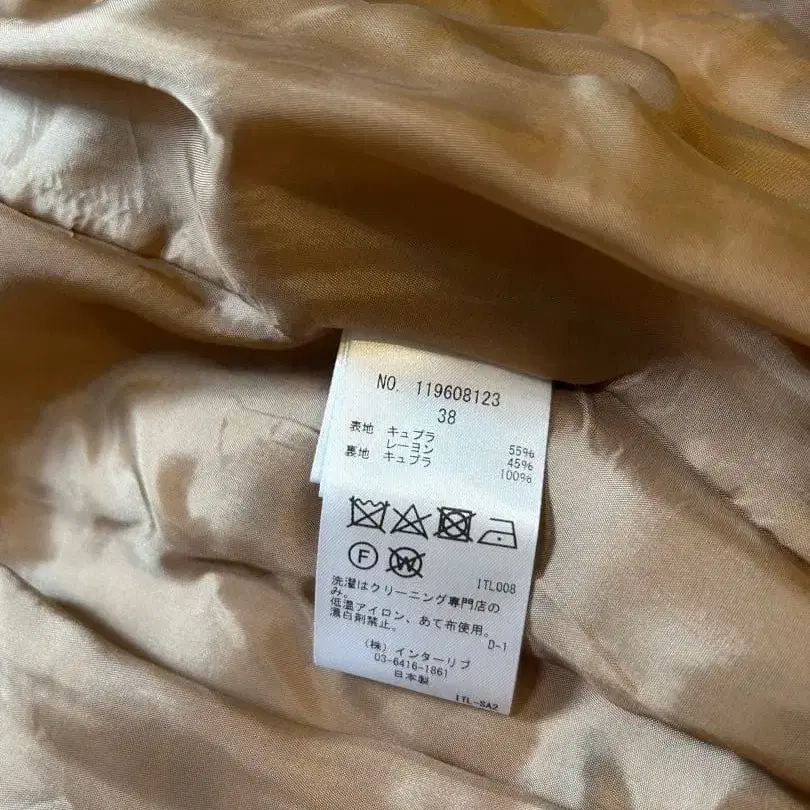 NO. 119608123
38
表地 キュプラ 55%
レーヨン 45%
裏地 キュプラ 100%
F W
ITL008
洗濯はクリーニング専門店の
み。
低温アイロン、あて布使用。
漂白剤禁止。
D-1
(株)インターリブ
03-6416-1861
日本製
ITL-SA2